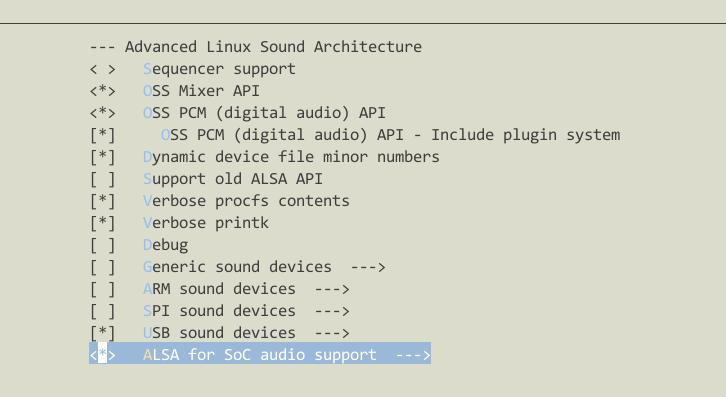 --- Advanced Linux Sound Architecture
< >   Sequencer support
<*>   OSS Mixer API
<*>   OSS PCM (digital audio) API
[*]     OSS PCM (digital audio) API - Include plugin system
[*]   Dynamic device file minor numbers
[ ]   Support old ALSA API
[*]   Verbose procfs contents
[*]   Verbose printk
[ ]   Debug
[ ]   Generic sound devices  --->
[ ]   ARM sound devices  --->
[ ]   SPI sound devices  --->
[*]   USB sound devices  --->
<*>   ALSA for SoC audio support  --->